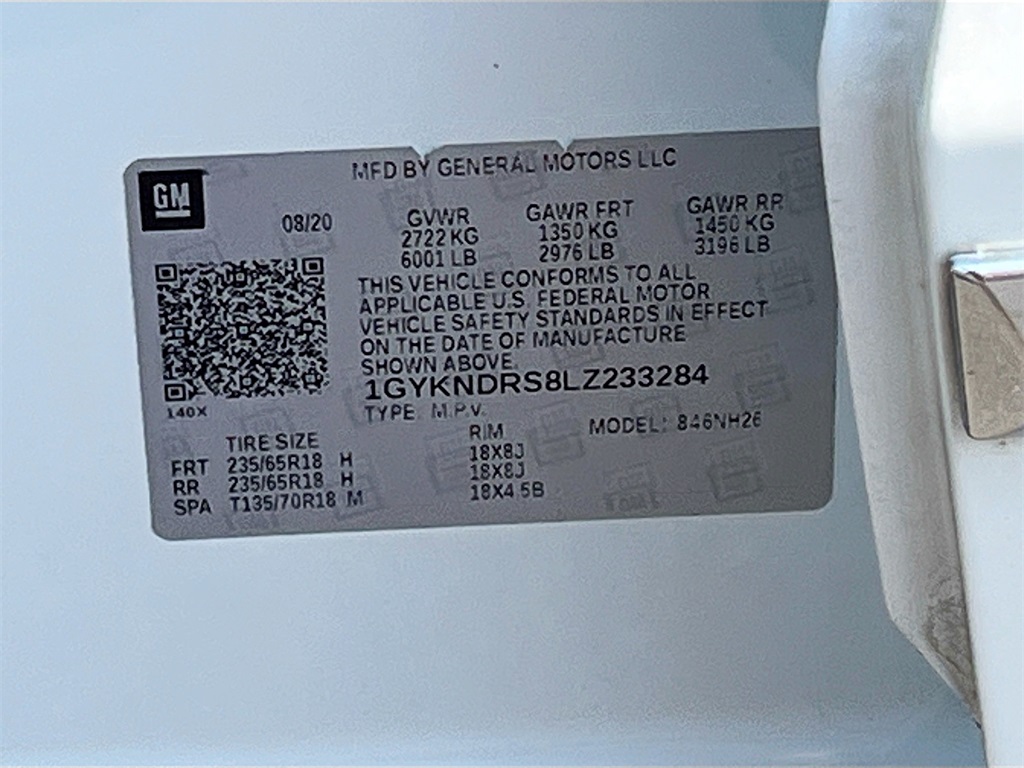 MFD BY GENERAL MOTORS LLC
GM
08/20
GVWR GAWR FRT GAWR RR
2722 KG 1350 KG 1450 KG
6001 LB 2976 LB 3196 LB
THIS VEHICLE CONFORMS TO ALL
APPLICABLE U.S. FEDERAL MOTOR
VEHICLE SAFETY STANDARDS IN EFFECT
ON THE DATE OF MANUFACTURE
SHOWN ABOVE.
1GYKNDRS8LZ233284
140X
TYPE: M.P.V. MODEL: 846NH26
TIRE SIZE RIM
FRT 235/65R18 H 18X8J
RR 235/65R18 H 18X8J
SPA T135/70R18 M 18X4.5B